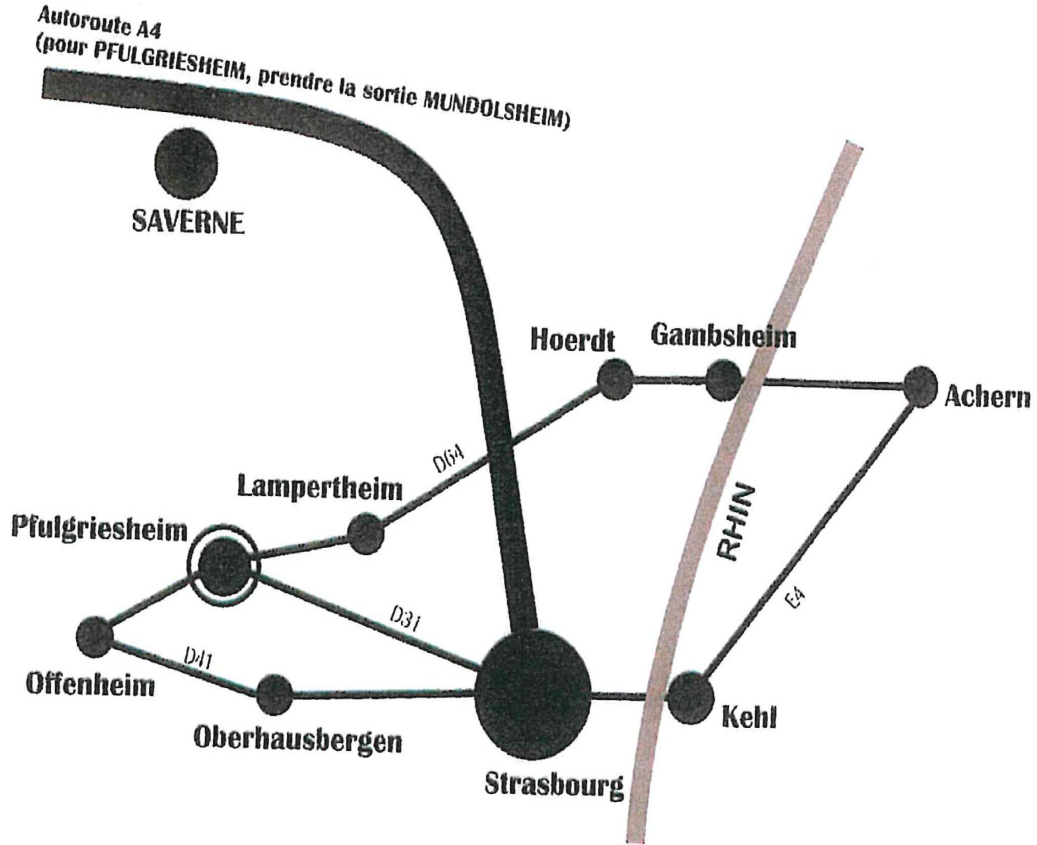 Autoroute A4
(pour PFULGRIESHEIM, prendre la sortie MUNDOLSHEIM)
SAVERNE
Hoerdt
Gambsheim
Achern
D64
Lampertheim
Pfulgriesheim
RHIN
E4
D31
D41
Offenheim
Oberhausbergen
Kehl
Strasbourg